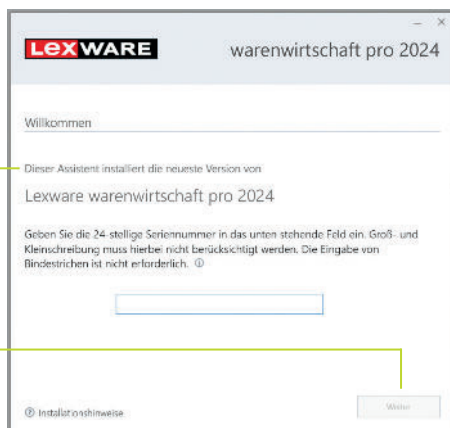 LEXWARE
warenwirtschaft pro 2024
Willkommen
Dieser Assistent installiert die neueste Version von
Lexware warenwirtschaft pro 2024
Geben Sie die 24-stellige Seriennummer in das unten stehende Feld ein. Groß- und
Kleinschreibung muss hierbei nicht berücksichtigt werden. Die Eingabe von
Bindestrichen ist nicht erforderlich.
Installationshinweise
Weiter